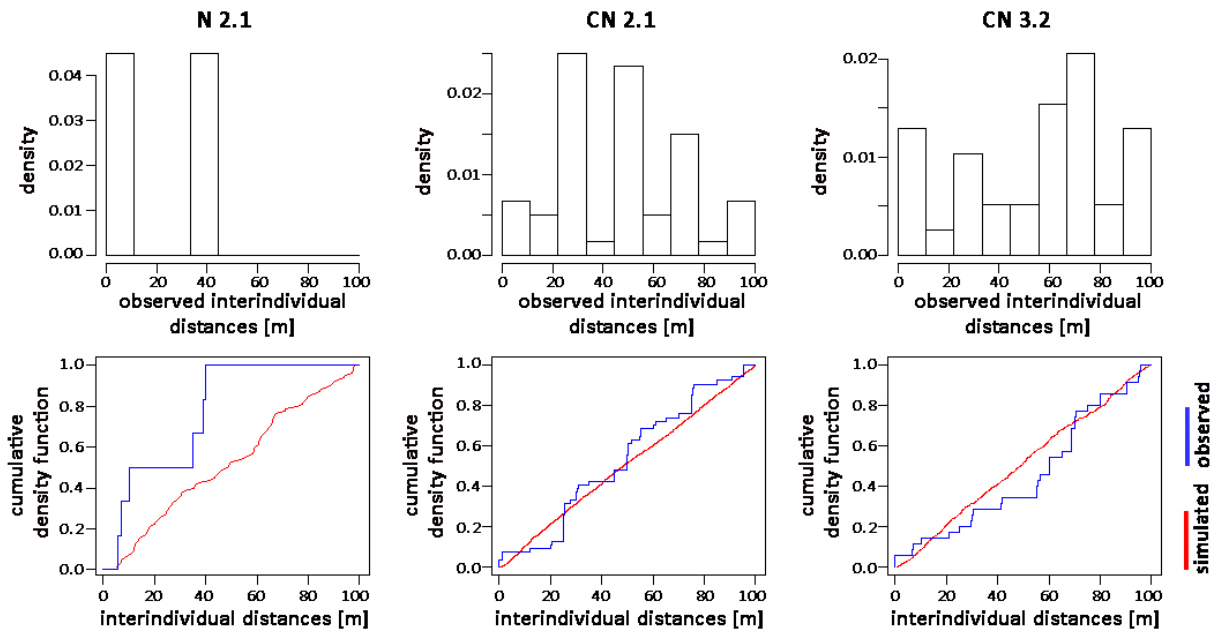 N 2.1
CN 2.1
CN 3.2
density
0.04
0.03
0.02
0.01
0.00
0 20 40 60 80 100
observed interindividual
distances [m]
density
0.02
0.01
0.00
0 20 40 60 80 100
observed interindividual
distances [m]
density
0.02
0.01
0.00
0 20 40 60 80 100
observed interindividual
distances [m]
cumulative
density function
1.0
0.8
0.6
0.4
0.2
0.0
0 20 40 60 80 100
interindividual distances [m]
cumulative
density function
1.0
0.8
0.6
0.4
0.2
0.0
0 20 40 60 80 100
interindividual distances [m]
cumulative
density function
1.0
0.8
0.6
0.4
0.2
0.0
0 20 40 60 80 100
interindividual distances [m]
simulated
observed